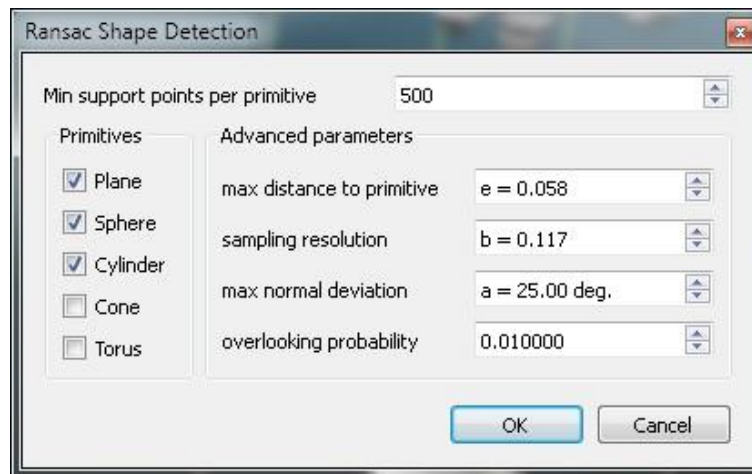 Ransac Shape Detection
Min support points per primitive 500
Primitives
Plane
Sphere
Cylinder
Cone
Torus
Advanced parameters
max distance to primitive e = 0.058
sampling resolution b = 0.117
max normal deviation a = 25.00 deg.
overlooking probability 0.010000
OK Cancel